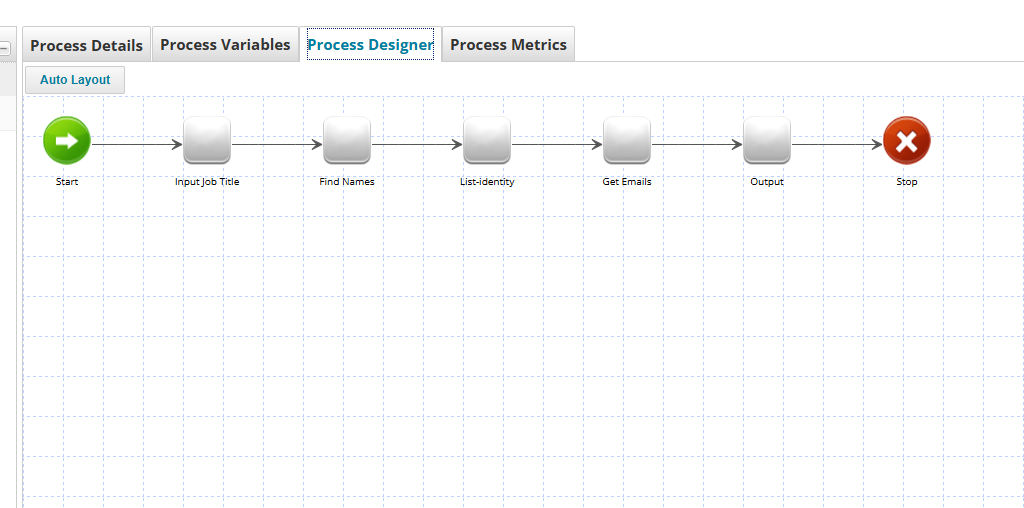 Process Details
Process Variables
Process Designer
Process Metrics
Auto Layout
Start
Input Job Title
Find Names
List-identity
Get Emails
Output
Stop